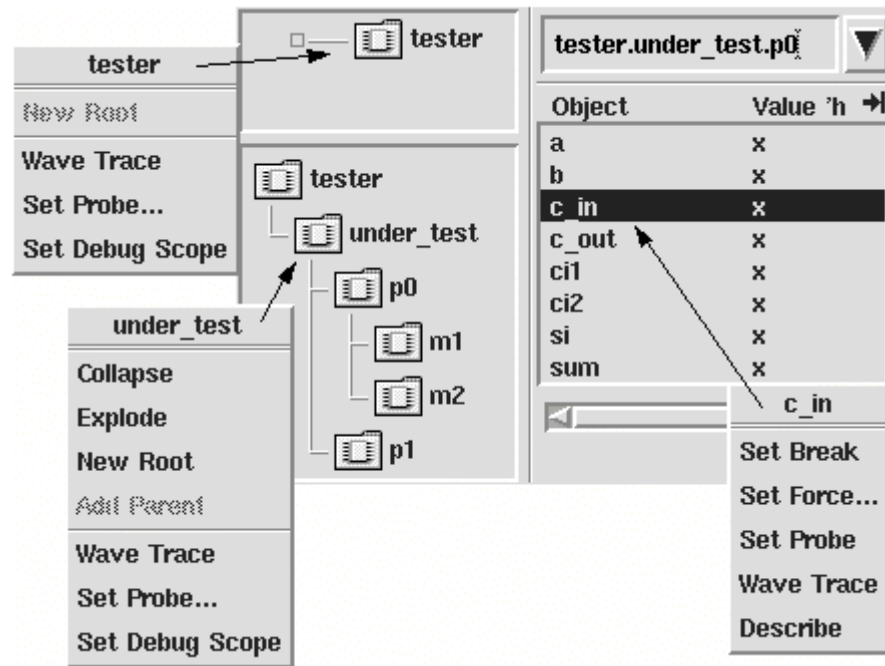 tester
New Root
Wave Trace
Set Probe...
Set Debug Scope
tester
tester
under_test
p0
m1
m2
p1
under_test
Collapse
Explode
New Root
Add Parent
Wave Trace
Set Probe...
Set Debug Scope
tester.under_test.p0
Object Value 'h
a x
b x
c_in x
c_out x
ci1 x
ci2 x
si x
sum x
c_in
Set Break
Set Force...
Set Probe
Wave Trace
Describe